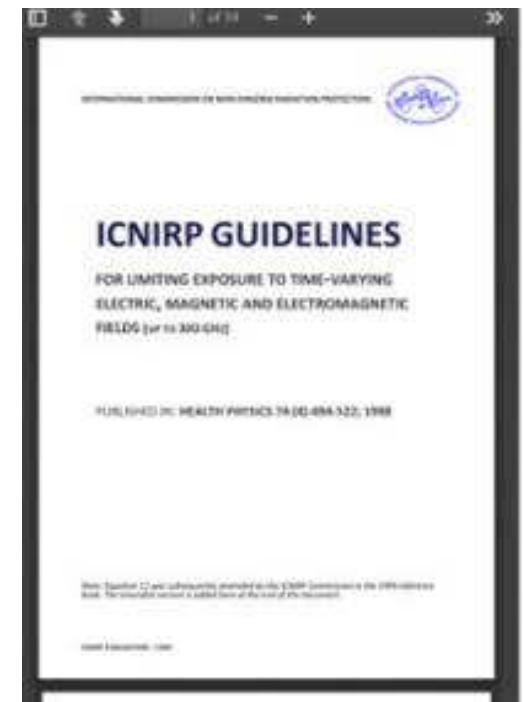 INTERNATIONAL COMMISSION ON NON-IONIZING RADIATION PROTECTION
ICNIRP GUIDELINES
FOR LIMITING EXPOSURE TO TIME-VARYING
ELECTRIC, MAGNETIC AND ELECTROMAGNETIC
FIELDS (UP TO 300 GHz)
PUBLISHED IN: HEALTH PHYSICS 74 (4):494-522; 1998